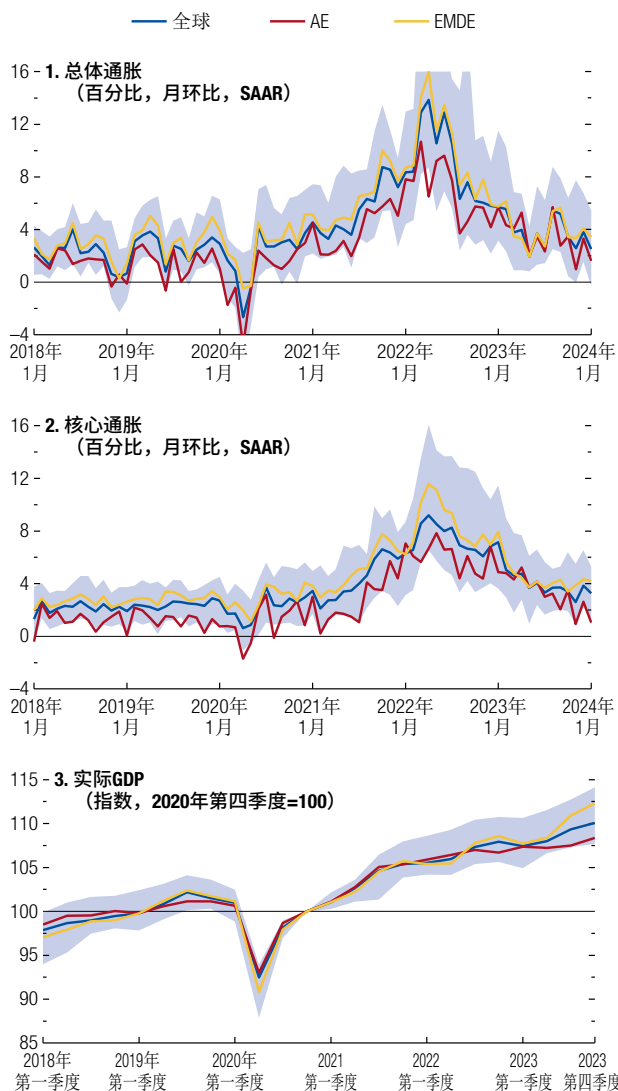 全球 AE EMDE
16
1. 总体通胀
(百分比，月环比，SAAR)
12
8
4
0
–4
2018年 2019年 2020年 2021年 2022年 2023年 2024年
1月 1月 1月 1月 1月 1月 1月
16
2. 核心通胀
(百分比，月环比，SAAR)
12
8
4
0
–4
2018年 2019年 2020年 2021年 2022年 2023年 2024年
1月 1月 1月 1月 1月 1月 1月
115
3. 实际GDP
(指数，2020年第四季度=100)
110
105
100
95
90
85
2018年 2019年 2020年 2021 2022 2023 2023
第一季度 第一季度 第一季度 第一季度 第一季度 第一季度 第四季度